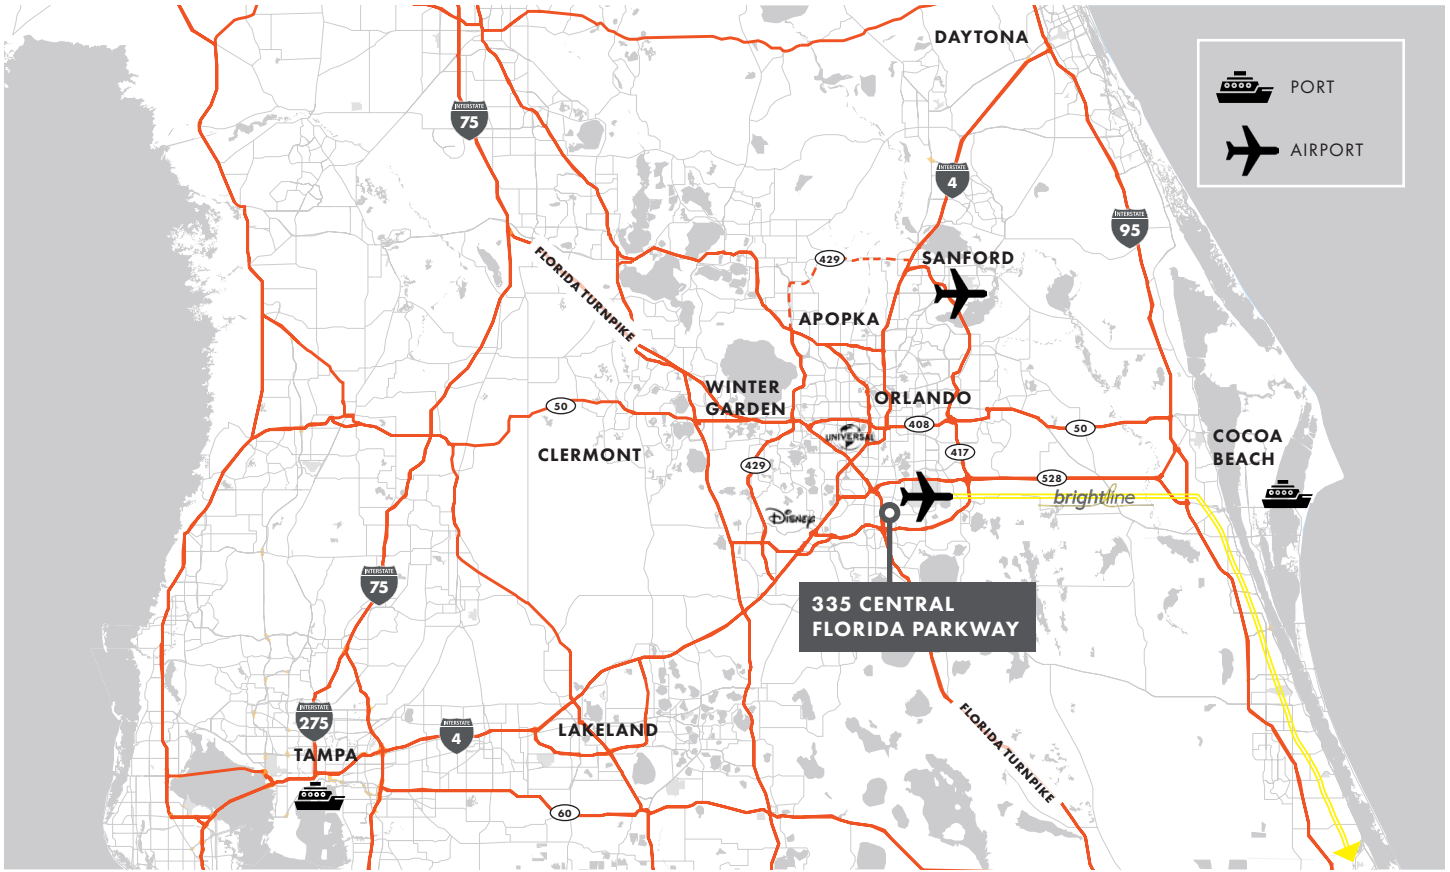 DAYTONA
PORT
AIRPORT
INTERSTATE
75
INTERSTATE
4
INTERSTATE
95
429
SANFORD
FLORIDA TURNPIKE
APOPKA
WINTER
GARDEN
ORLANDO
50
408
50
UNIVERSAL
417
COCOA
BEACH
CLERMONT
429
528
brightline
Disney
INTERSTATE
75
335 CENTRAL
FLORIDA PARKWAY
INTERSTATE
275
INTERSTATE
4
LAKELAND
TAMPA
FLORIDA TURNPIKE
60